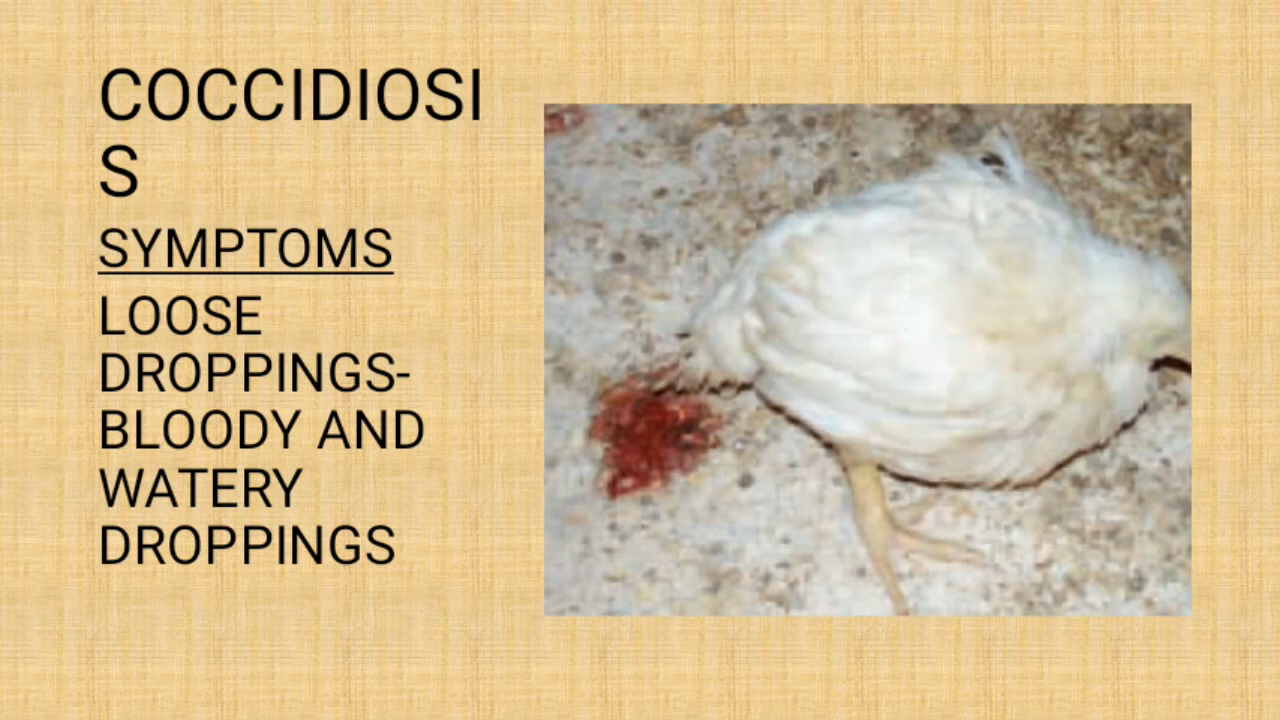 COCCIDIOSI
S
SYMPTOMS
LOOSE
DROPPINGS-
BLOODY AND
WATERY
DROPPINGS